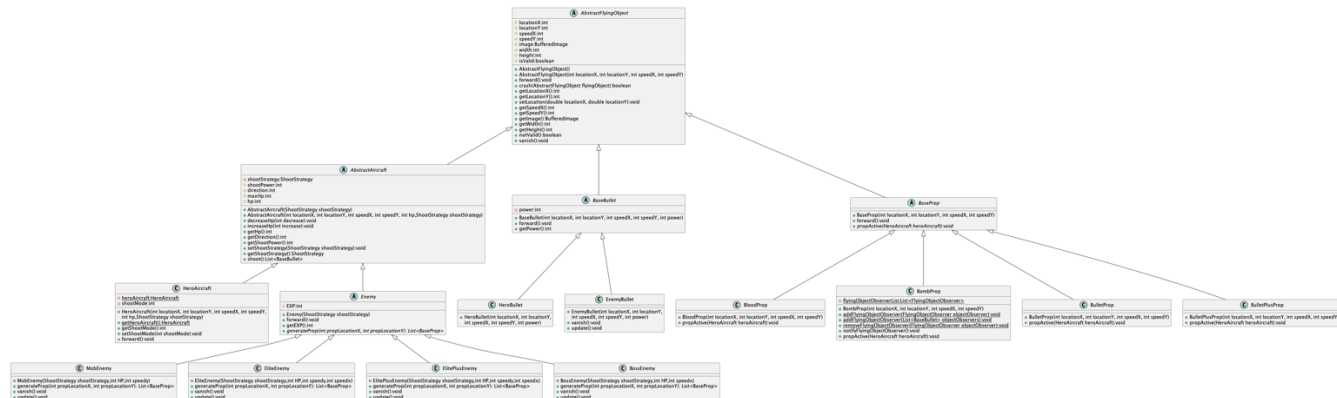 A AbstractFlyingObject
locationX:int
locationY:int
speedX:int
speedY:int
image:BufferedImage
width:int
height:int
isValid:boolean
AbstractFlyingObject()
AbstractFlyingObject(int locationX, int locationY, int speedX, int speedY)
forward():void
crash(AbstractFlyingObject flyingObject):boolean
getLocationX():int
getLocationY():int
setLocation(double locationX, double locationY):void
getSpeedX():int
getSpeedY():int
getImage():BufferedImage
getWidth():int
getHeight():int
notValid():boolean
vanish():void
A AbstractAircraft
shootStrategy:ShootStrategy
shootPower:int
direction:int
maxHp:int
hp:int
AbstractAircraft(ShootStrategy shootStrategy)
AbstractAircraft(int locationX, int locationY, int speedX, int speedY, int hp,ShootStrategy shootStrategy)
decreaseHp(int decrease):void
increaseHp(int increase):void
getHp():int
getDirection():int
getShootPower():int
setShootStrategy(ShootStrategy shootStrategy):void
getShootStrategy():ShootStrategy
shoot():List<BaseBullet>
A BaseBullet
power:int
BaseBullet(int locationX, int locationY, int speedX, int speedY, int power)
forward():void
getPower():int
A BaseProp
BaseProp(int locationX, int locationY, int speedX, int speedY)
forward():void
propActive(HeroAircraft heroAircraft):void
C HeroAircraft
heroAircraft:HeroAircraft
shootMode:int
HeroAircraft(int locationX, int locationY, int speedX, int speedY,
int hp,ShootStrategy shootStrategy)
getHeroAircraft():HeroAircraft
getShootMode():int
setShootMode(int shootMode):void
forward():void
A Enemy
EXP:int
Enemy(ShootStrategy shootStrategy)
forward():void
getEXP():int
generateProp(int propLocationX, int propLocationY): List<BaseProp>
C HeroBullet
HeroBullet(int locationX, int locationY,
int speedX, int speedY, int power)
C EnemyBullet
EnemyBullet(int locationX, int locationY,
int speedX, int speedY, int power)
vanish():void
update():void
C BloodProp
BloodProp(int locationX, int locationY, int speedX, int speedY)
propActive(HeroAircraft heroAircraft):void
C BombProp
flyingObjectObserverList:List<FlyingObjectObserver>
BombProp(int locationX, int locationY, int speedX, int speedY)
addFlyingObjectObserver(FlyingObjectObserver objectObserver):void
addFlyingObjectObserver(List<BaseBullet> objectObservers):void
removeFlyingObjectObserver(FlyingObjectObserver objectObserver):void
notifyFlyingObjectObserver():void
propActive(HeroAircraft heroAircraft):void
C BulletProp
BulletProp(int locationX, int locationY, int speedX, int speedY)
propActive(HeroAircraft heroAircraft):void
C BulletPlusProp
BulletPlusProp(int locationX, int locationY, int speedX, int speedY)
propActive(HeroAircraft heroAircraft):void
C MobEnemy
MobEnemy(ShootStrategy shootStrategy,int HP,int speedy)
generateProp(int propLocationX, int propLocationY): List<BaseProp>
vanish():void
update():void
C EliteEnemy
EliteEnemy(ShootStrategy shootStrategy,int HP,int speedy,int speedx)
generateProp(int propLocationX, int propLocationY): List<BaseProp>
vanish():void
update():void
C ElitePlusEnemy
ElitePlusEnemy(ShootStrategy shootStrategy,int HP,int speedy,int speedx)
generateProp(int propLocationX, int propLocationY): List<BaseProp>
vanish():void
update():void
C BossEnemy
BossEnemy(ShootStrategy shootStrategy,int HP,int speedx)
generateProp(int propLocationX, int propLocationY): List<BaseProp>
vanish():void
update():void